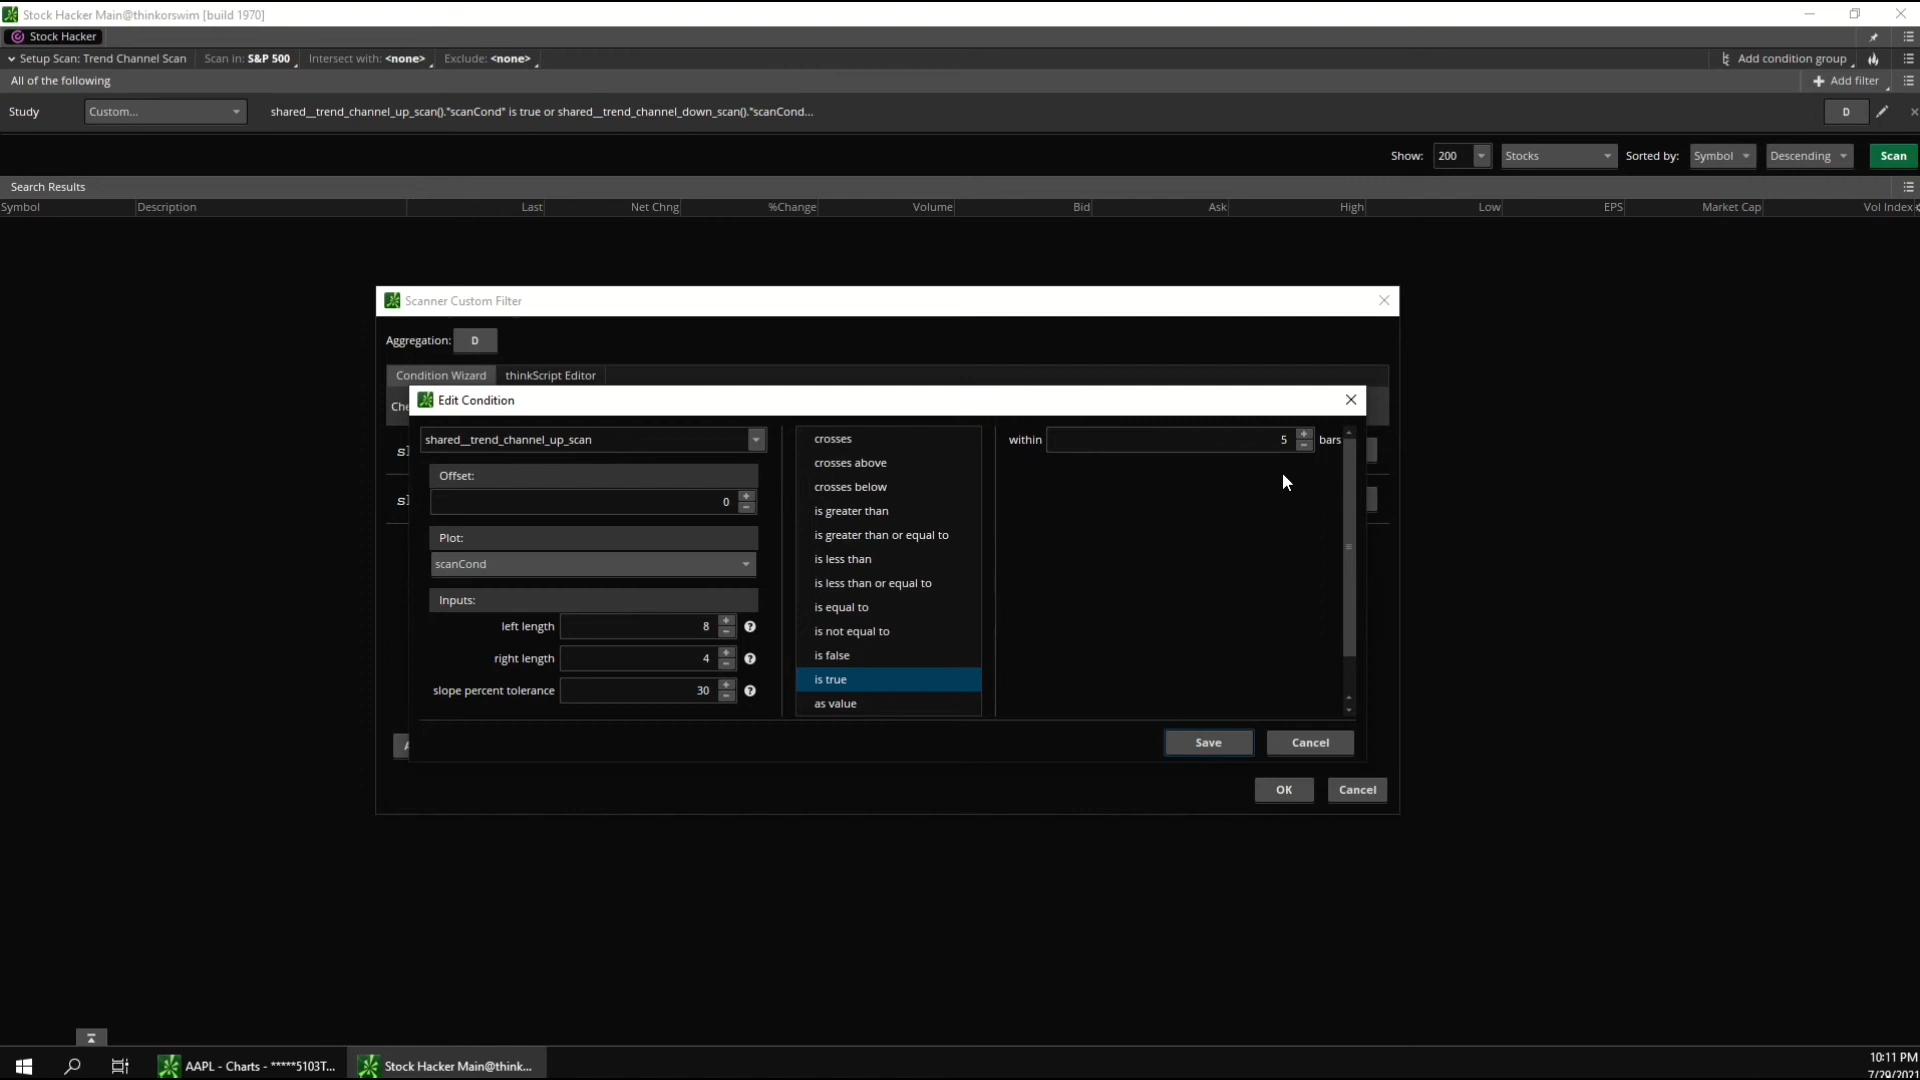 Stock Hacker Main@thinkorswim [build 1970]
Stock Hacker
Setup Scan: Trend Channel Scan Scan in: S&P 500 Intersect with: <none> Exclude: <none> Add condition group
All of the following Add filter
Study Custom... shared__trend_channel_up_scan()."scanCond" is true or shared__trend_channel_down_scan()."scanCond... D
Show: 200 Stocks Sorted by: Symbol Descending Scan
Search Results
Symbol Description Last Net Chng %Change Volume Bid Ask High Low EPS Market Cap Vol Index
Scanner Custom Filter
Aggregation: D
Condition Wizard thinkScript Editor
Edit Condition
shared__trend_channel_up_scan crosses within 5 bars
crosses above
Offset:
crosses below
0
is greater than
Plot: is greater than or equal to
scanCond is less than
is less than or equal to
Inputs: is equal to
left length 8 is not equal to
right length 4 is false
is true
slope percent tolerance 30
as value
Save Cancel
OK Cancel
AAPL - Charts - *****5103T... Stock Hacker Main@think...
10:11 PM
7/29/2021